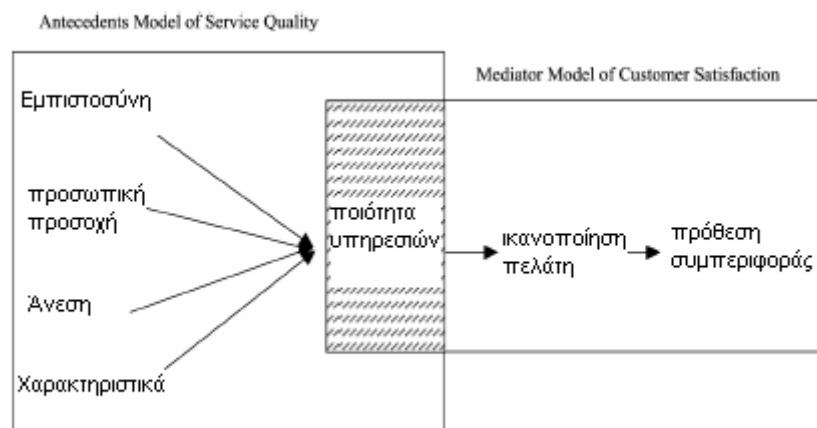 Antecedents Model of Service Quality
Mediator Model of Customer Satisfaction
Εμπιστοσύνη
προσωπική
προσοχή
Άνεση
Χαρακτηριστικά
ποιότητα
υπηρεσιών
ικανοποίηση
πελάτη
πρόθεση
συμπεριφοράς